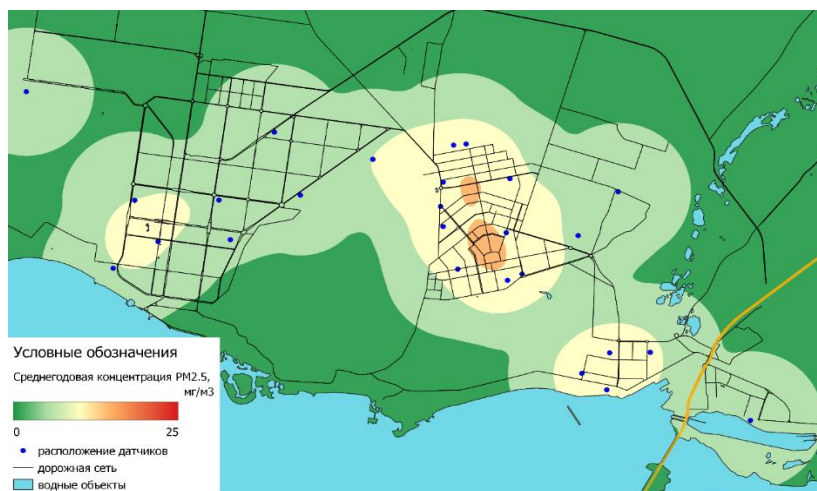 Условные обозначения
Среднегодовая концентрация PM2.5,
мг/м3
0 25
расположение датчиков
дорожная сеть
водные объекты